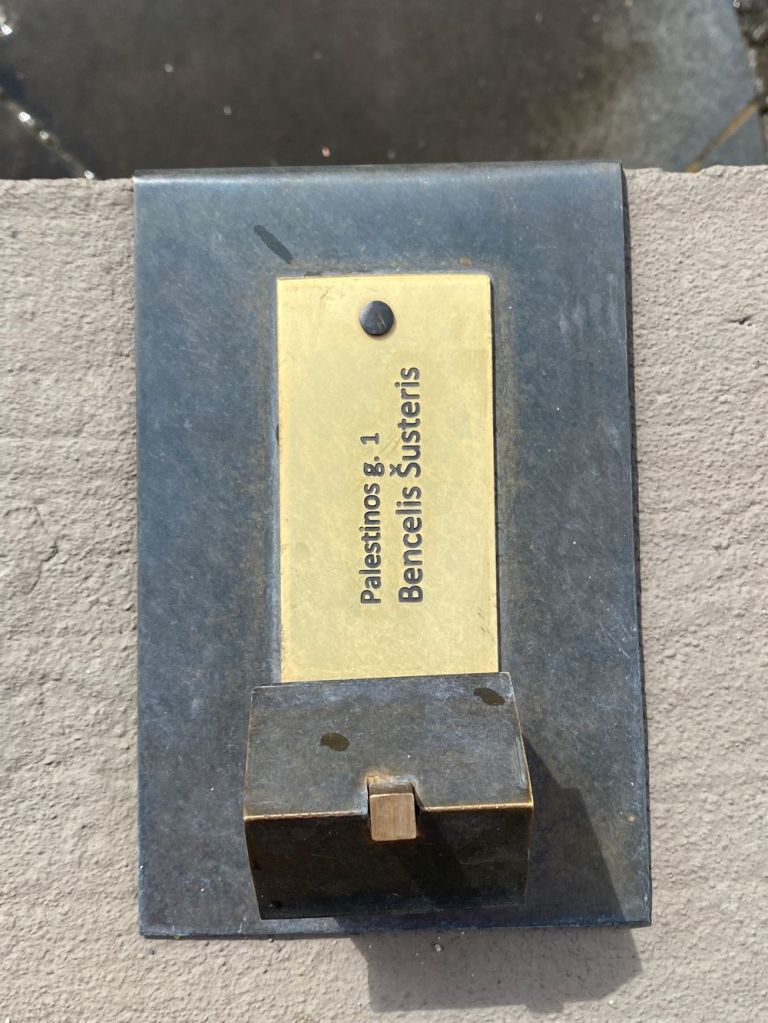 Palestinos g. 1
Bencelis Šusteris